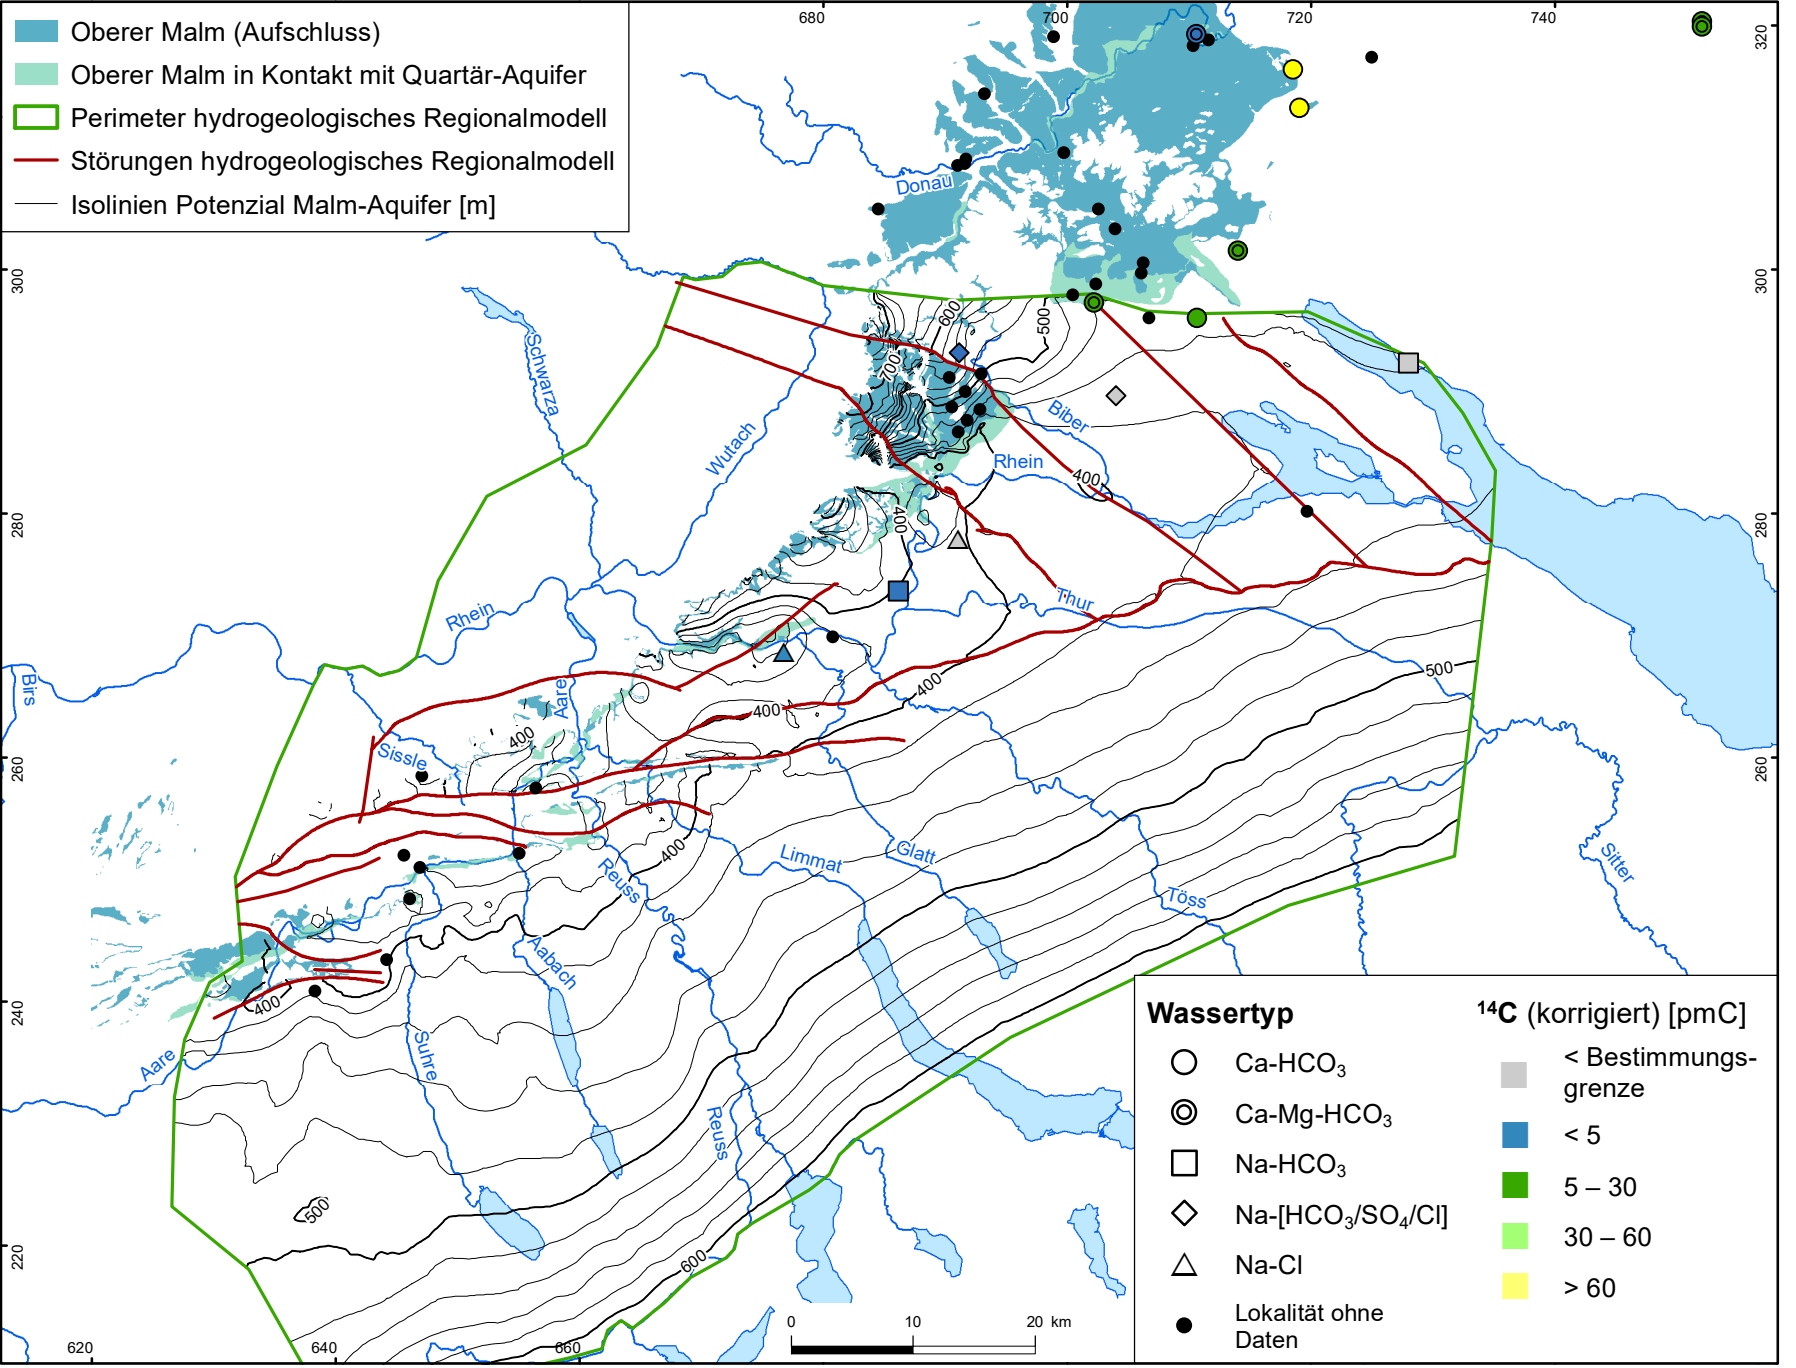 Oberer Malm (Aufschluss)
Oberer Malm in Kontakt mit Quartär-Aquifer
Perimeter hydrogeologisches Regionalmodell
Störungen hydrogeologisches Regionalmodell
Isolinien Potenzial Malm-Aquifer [m]
680
700
720
740
320
Donau
300
300
600
500
700
Schwarza
Wutach
Biber
Rhein
400
280
400
280
Rhein
Thur
Birs
Aare
500
400
400
400
Sissle
260
260
Limmat
Glatt
400
Reuss
Sitter
Töss
Aabach
240
400
Aare
Suhre
Reuss
500
220
600
620
640
660
0 10 20 km
Wassertyp
Ca-HCO₃
Ca-Mg-HCO₃
Na-HCO₃
Na-[HCO₃/SO₄/Cl]
Na-Cl
Lokalität ohne
Daten
¹⁴C (korrigiert) [pmC]
< Bestimmungs-
grenze
< 5
5 – 30
30 – 60
> 60